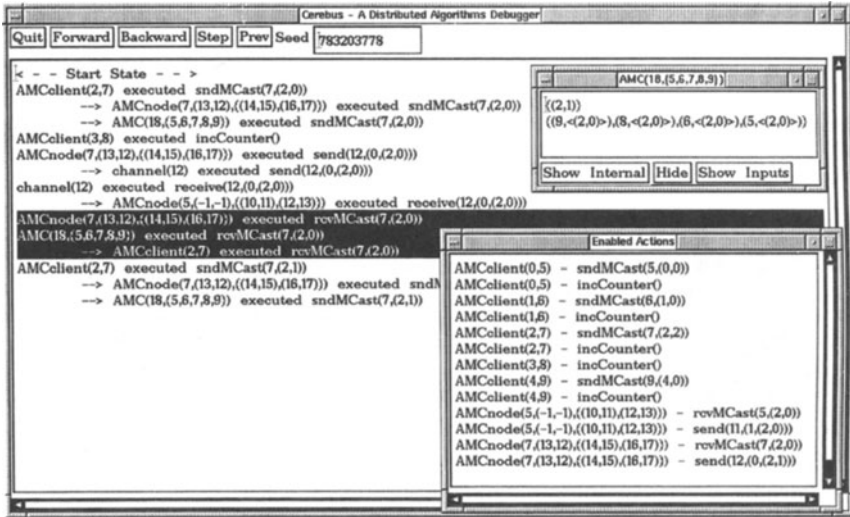 Cerebus - A Distributed Algorithms Debugger
Quit Forward Backward Step Prev Seed 783203778
< - - Start State - - >
AMCclient(2,7) executed sndMCast(7,(2,0))
--> AMCnode(7,(13,12),((14,15),(16,17))) executed sndMCast(7,(2,0))
--> AMC(18,{5,6,7,8,9}) executed sndMCast(7,(2,0))
AMCclient(3,8) executed incCounter()
AMCnode(7,(13,12),((14,15),(16,17))) executed send(12,(0,(2,0)))
--> channel(12) executed send(12,(0,(2,0)))
channel(12) executed receive(12,(0,(2,0)))
--> AMCnode(5,(-1,-1),((10,11),(12,13))) executed receive(12,(0,(2,0)))
AMCnode(7,(13,12),((14,15),(16,17))) executed rcvMCast(7,(2,0))
AMC(18,{5,6,7,8,9}) executed rcvMCast(7,(2,0))
--> AMCclient(2,7) executed rcvMCast(7,(2,0))
AMCclient(2,7) executed sndMCast(7,(2,1))
--> AMCnode(7,(13,12),((14,15),(16,17))) executed sndM
--> AMC(18,{5,6,7,8,9}) executed sndMCast(7,(2,1))
AMC(18,{5,6,7,8,9})
((2,1))
((9,<(2,0)>),(8,<(2,0)>),(6,<(2,0)>),(5,<(2,0)>))
Show Internal Hide Show Inputs
Enabled Actions
AMCclient(0,5) - sndMCast(5,(0,0))
AMCclient(0,5) - incCounter()
AMCclient(1,6) - sndMCast(6,(1,0))
AMCclient(1,6) - incCounter()
AMCclient(2,7) - sndMCast(7,(2,2))
AMCclient(2,7) - incCounter()
AMCclient(3,8) - incCounter()
AMCclient(4,9) - sndMCast(9,(4,0))
AMCclient(4,9) - incCounter()
AMCnode(5,(-1,-1),((10,11),(12,13))) - rcvMCast(5,(2,0))
AMCnode(5,(-1,-1),((10,11),(12,13))) - send(11,(1,(2,0)))
AMCnode(7,(13,12),((14,15),(16,17))) - rcvMCast(7,(2,0))
AMCnode(7,(13,12),((14,15),(16,17))) - send(12,(0,(2,1)))